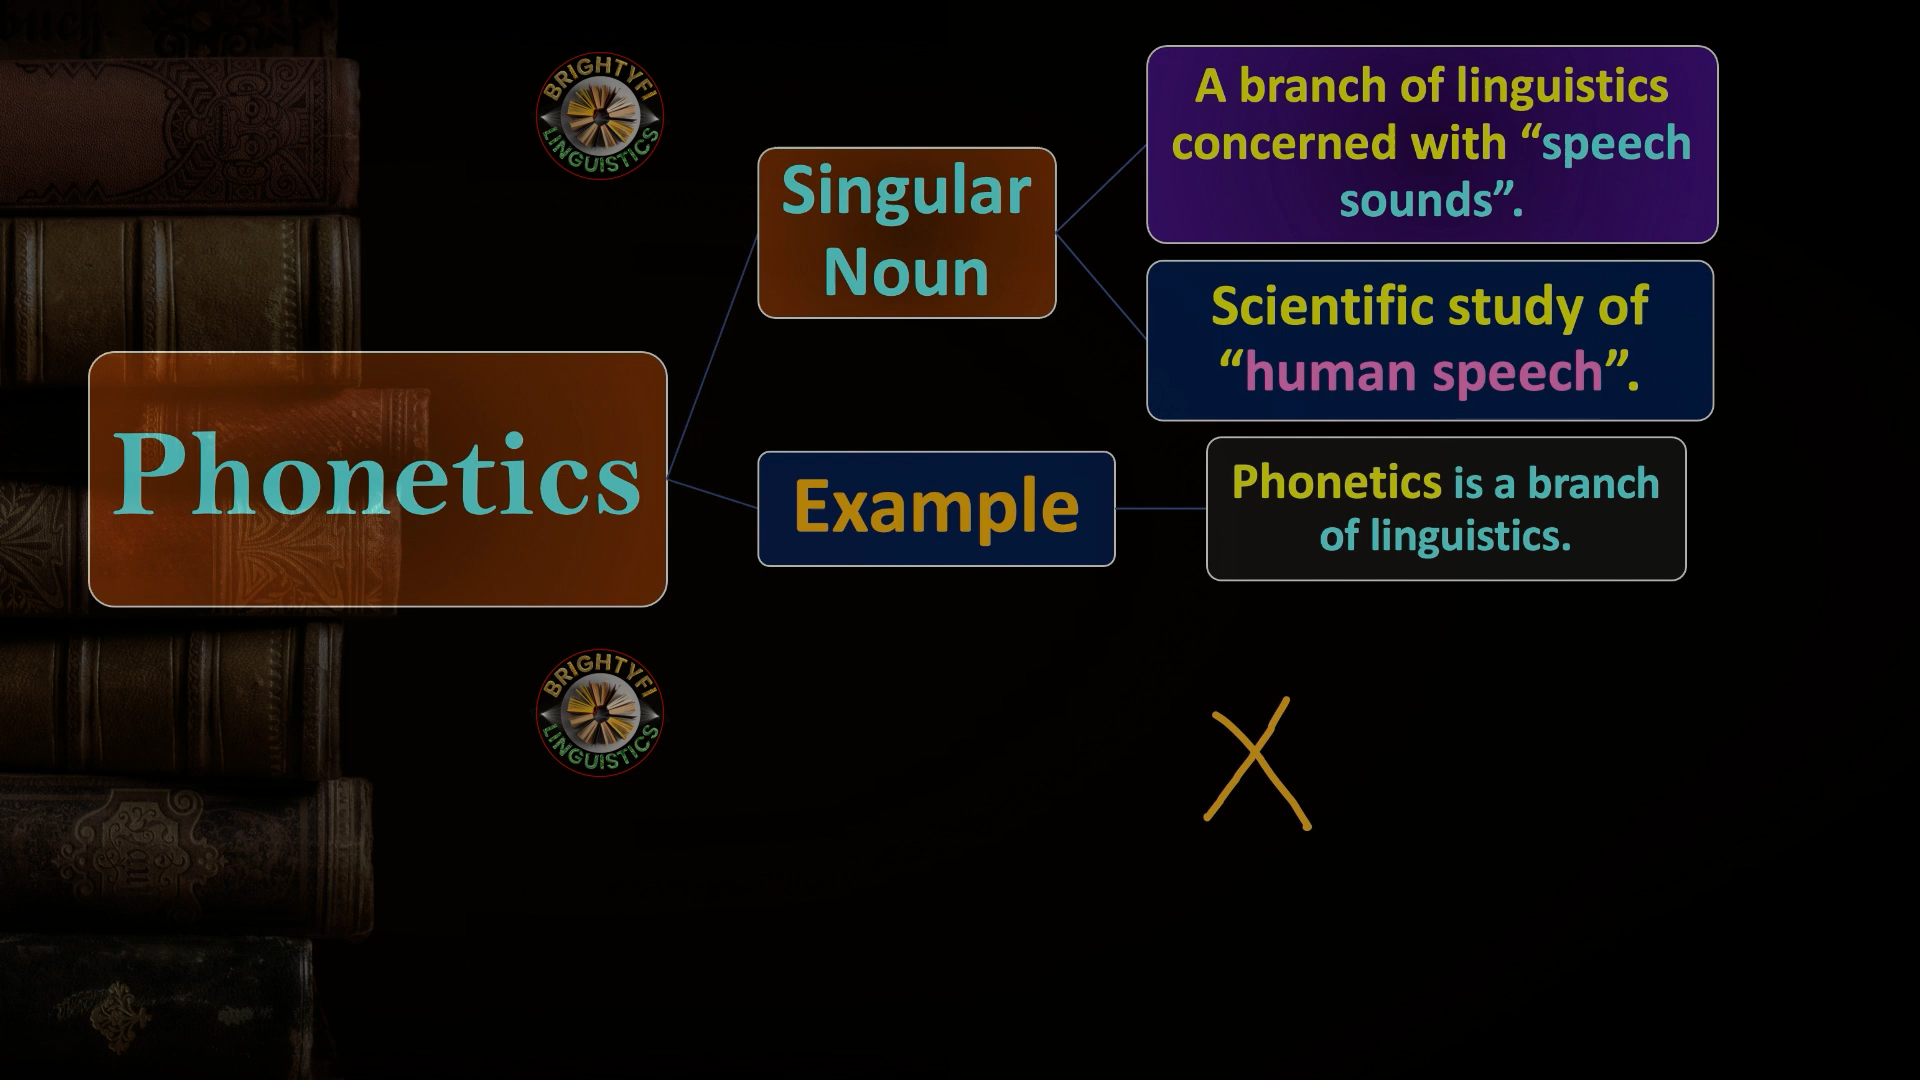 BRIGHTYFI
LINGUISTICS
Phonetics
Singular
Noun
A branch of linguistics
concerned with “speech
sounds”.
Scientific study of
“human speech”.
Example
Phonetics is a branch
of linguistics.
BRIGHTYFI
LINGUISTICS
X